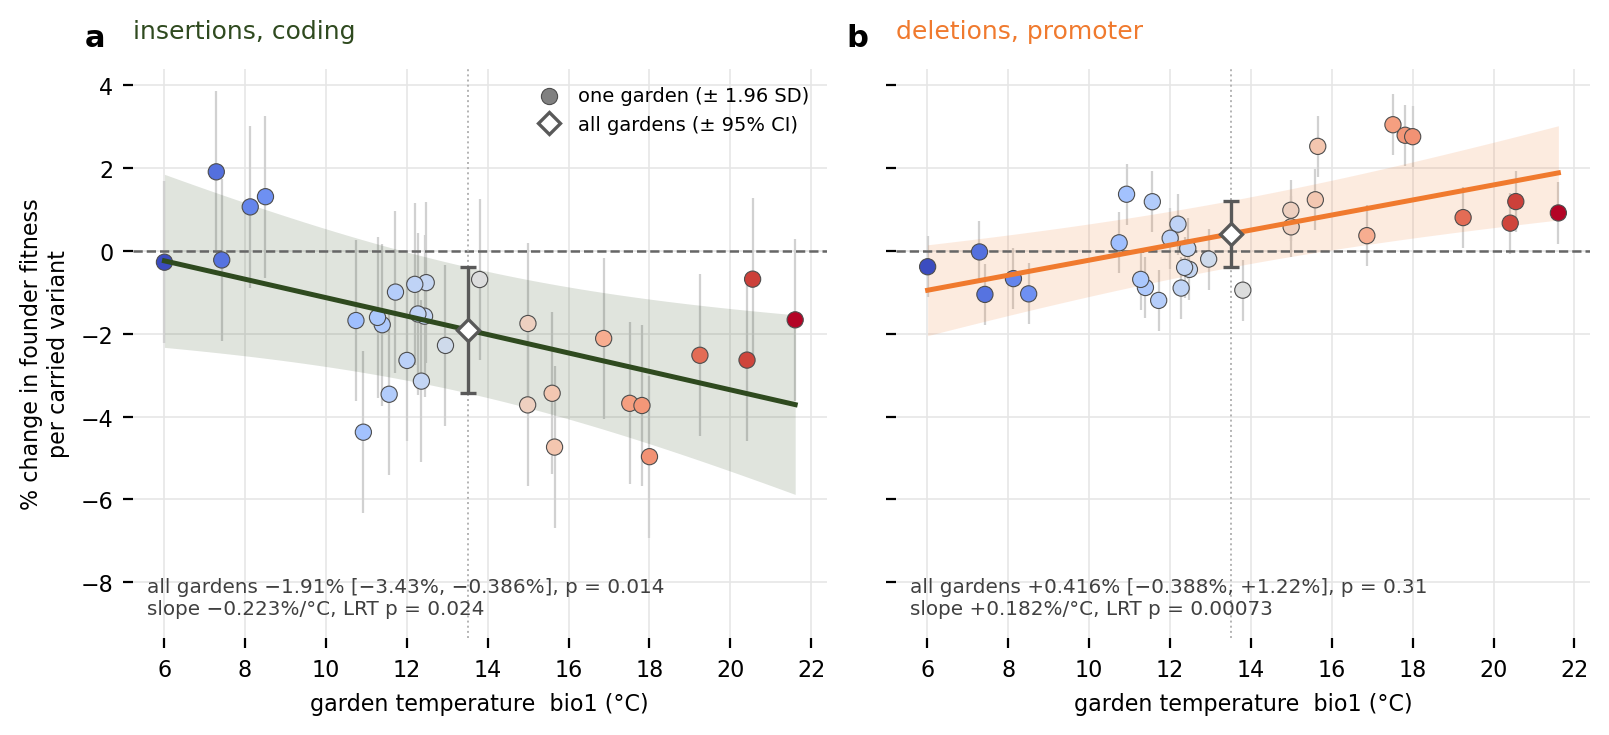 a insertions, coding
b deletions, promoter
4
2
0
−2
−4
−6
−8
% change in founder fitness
per carried variant
one garden (± 1.96 SD)
all gardens (± 95% CI)
all gardens −1.91% [−3.43%, −0.386%], p = 0.014
slope −0.223%/°C, LRT p = 0.024
all gardens +0.416% [−0.388%, +1.22%], p = 0.31
slope +0.182%/°C, LRT p = 0.00073
6 8 10 12 14 16 18 20 22
garden temperature  bio1 (°C)
6 8 10 12 14 16 18 20 22
garden temperature  bio1 (°C)